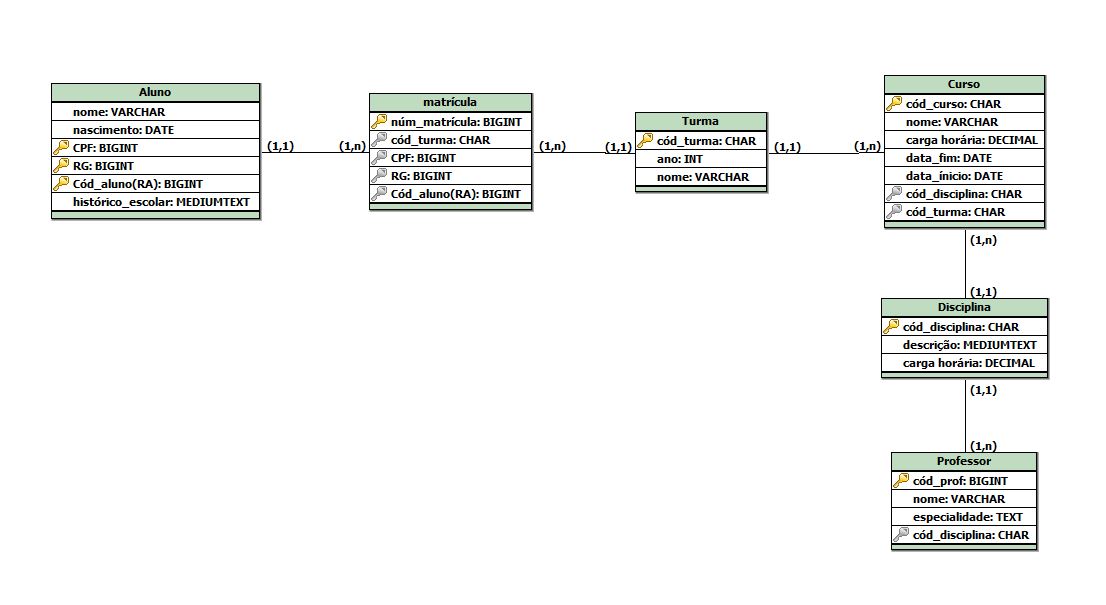 Aluno
nome: VARCHAR
nascimento: DATE
CPF: BIGINT
RG: BIGINT
Cód_aluno(RA): BIGINT
histórico_escolar: MEDIUMTEXT
(1,1)
(1,n)
matrícula
núm_matrícula: BIGINT
cód_turma: CHAR
CPF: BIGINT
RG: BIGINT
Cód_aluno(RA): BIGINT
(1,n)
(1,1)
Turma
cód_turma: CHAR
ano: INT
nome: VARCHAR
(1,1)
(1,n)
Curso
cód_curso: CHAR
nome: VARCHAR
carga horária: DECIMAL
data_fim: DATE
data_ínicio: DATE
cód_disciplina: CHAR
cód_turma: CHAR
(1,n)
(1,1)
Disciplina
cód_disciplina: CHAR
descrição: MEDIUMTEXT
carga horária: DECIMAL
(1,1)
(1,n)
Professor
cód_prof: BIGINT
nome: VARCHAR
especialidade: TEXT
cód_disciplina: CHAR